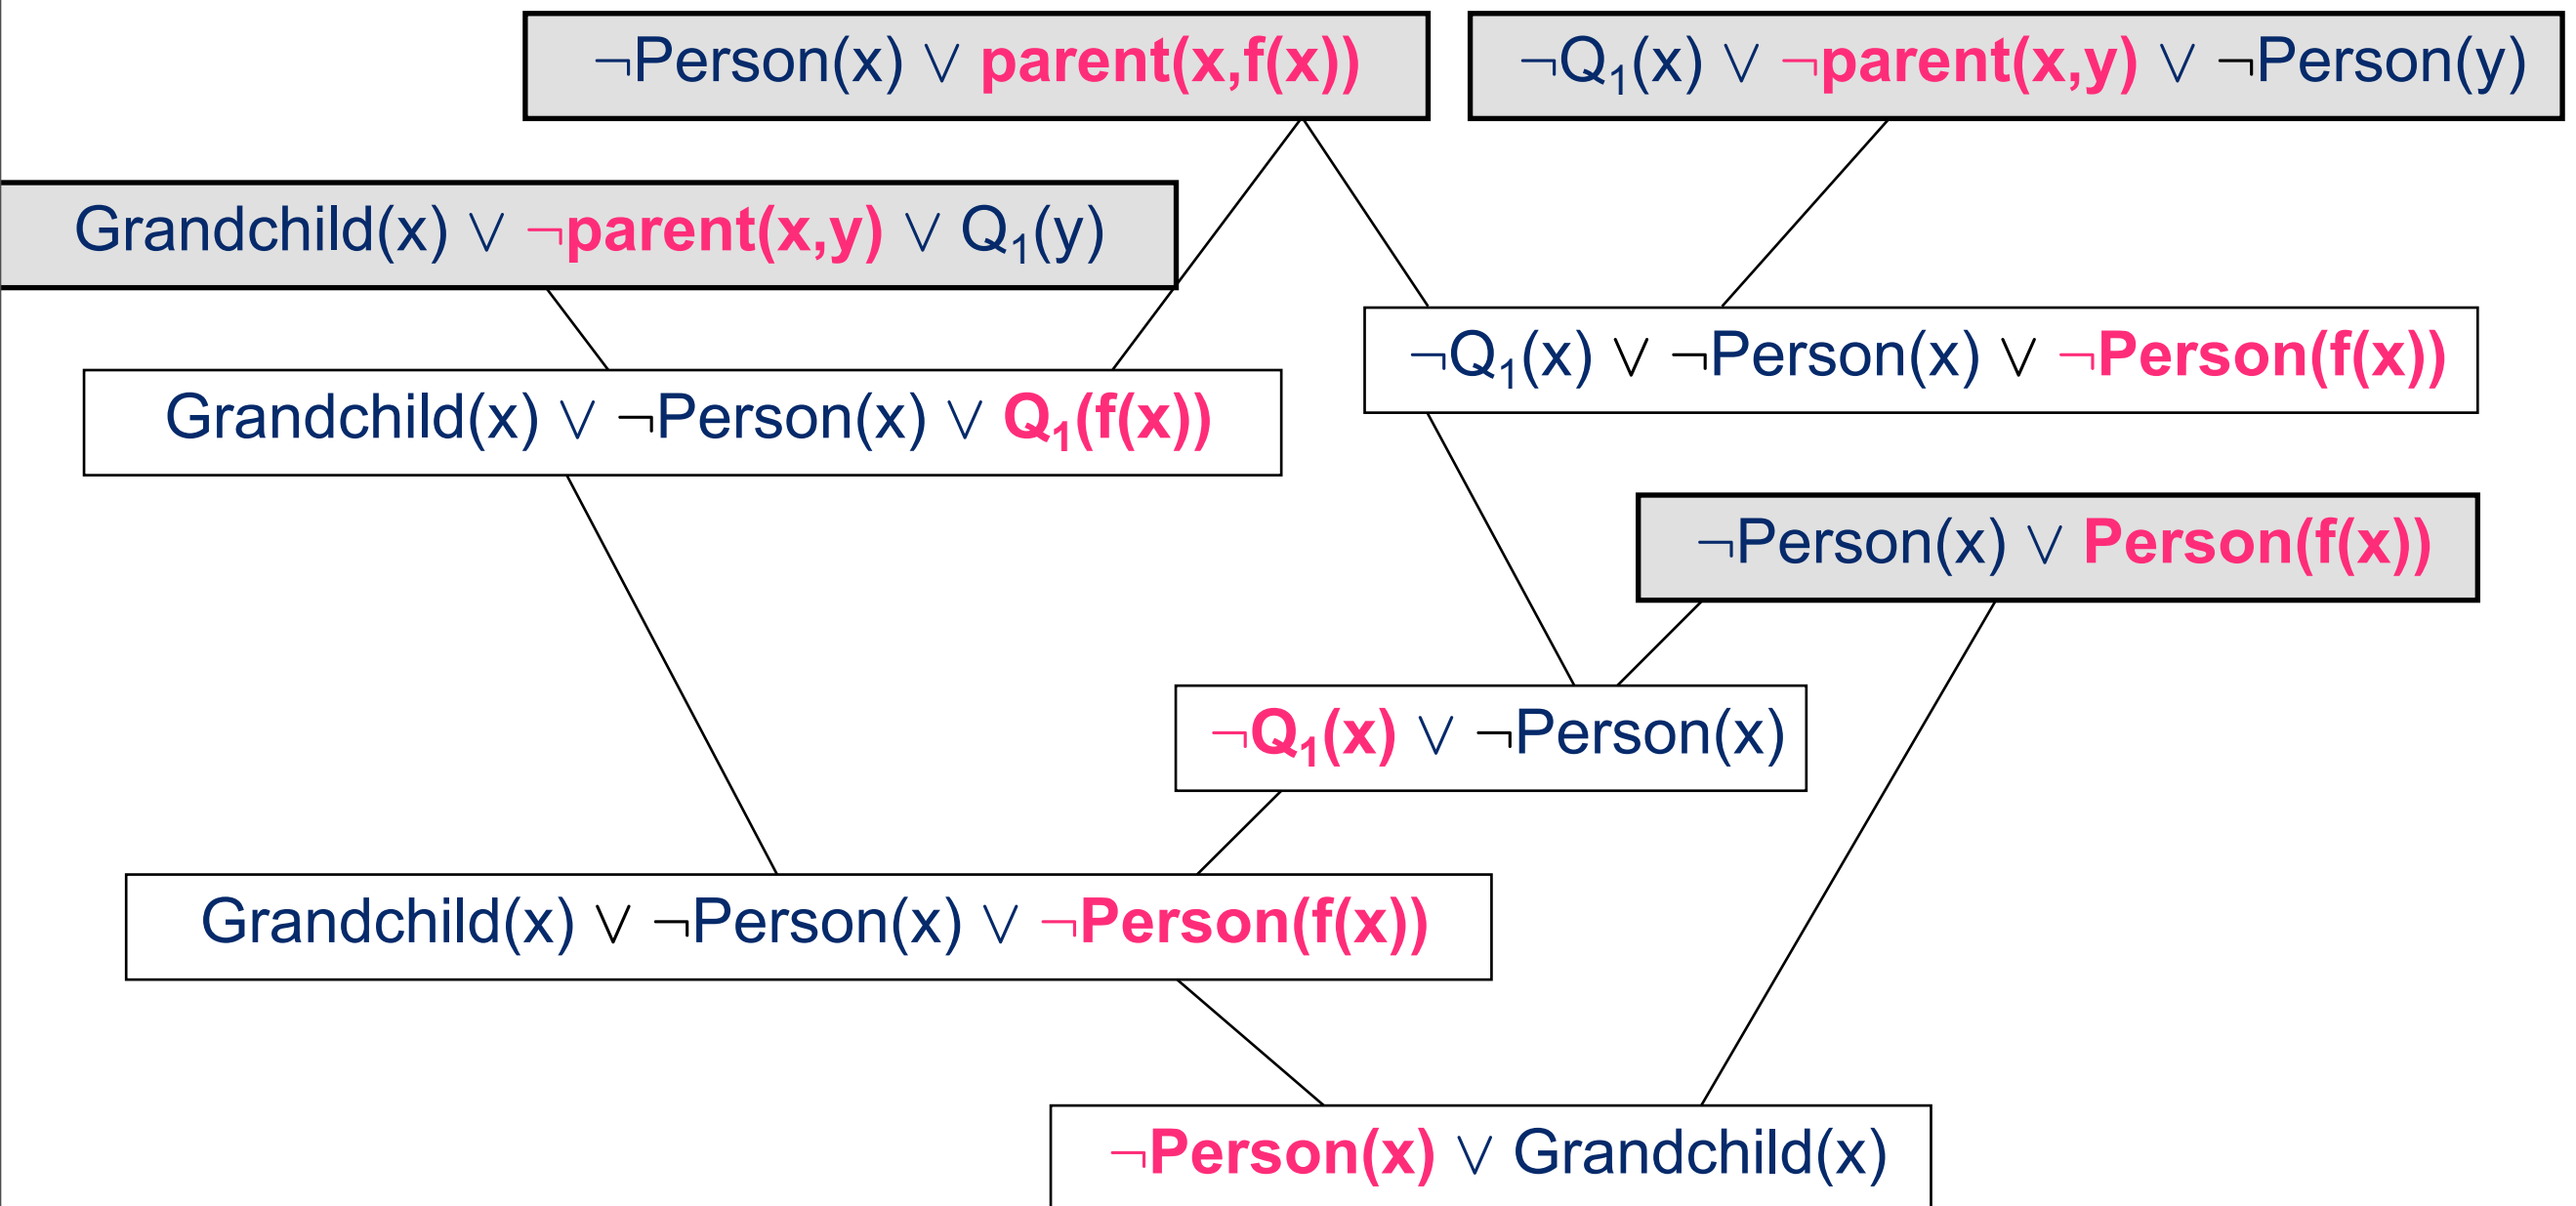 ¬Person(x) ∨ parent(x,f(x))
¬Q₁(x) ∨ ¬parent(x,y) ∨ ¬Person(y)
Grandchild(x) ∨ ¬parent(x,y) ∨ Q₁(y)
¬Q₁(x) ∨ ¬Person(x) ∨ ¬Person(f(x))
Grandchild(x) ∨ ¬Person(x) ∨ Q₁(f(x))
¬Person(x) ∨ Person(f(x))
¬Q₁(x) ∨ ¬Person(x)
Grandchild(x) ∨ ¬Person(x) ∨ ¬Person(f(x))
¬Person(x) ∨ Grandchild(x)